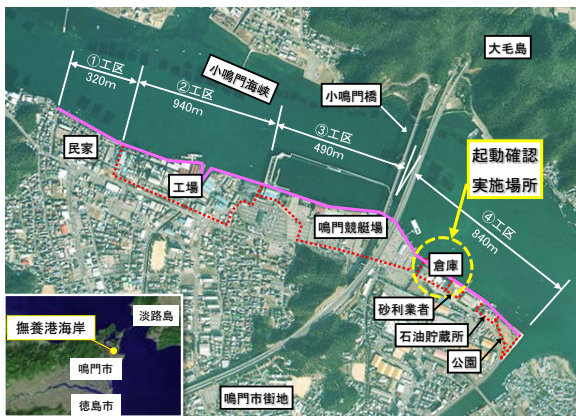 ①工区
320m
②工区
940m
小鳴門海峡
③工区
490m
小鳴門橋
大毛島
起動確認
実施場所
④工区
840m
民家
工場
鳴門競艇場
倉庫
砂利業者
石油貯蔵所
公園
鳴門市街地
撫養港海岸
淡路島
鳴門市
徳島市